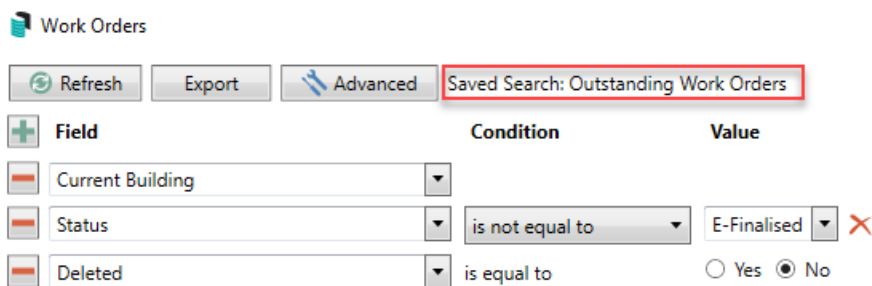 Work Orders
Refresh Export Advanced Saved Search: Outstanding Work Orders
Field Condition Value
Current Building
Status is not equal to E-Finalised
Deleted is equal to Yes No